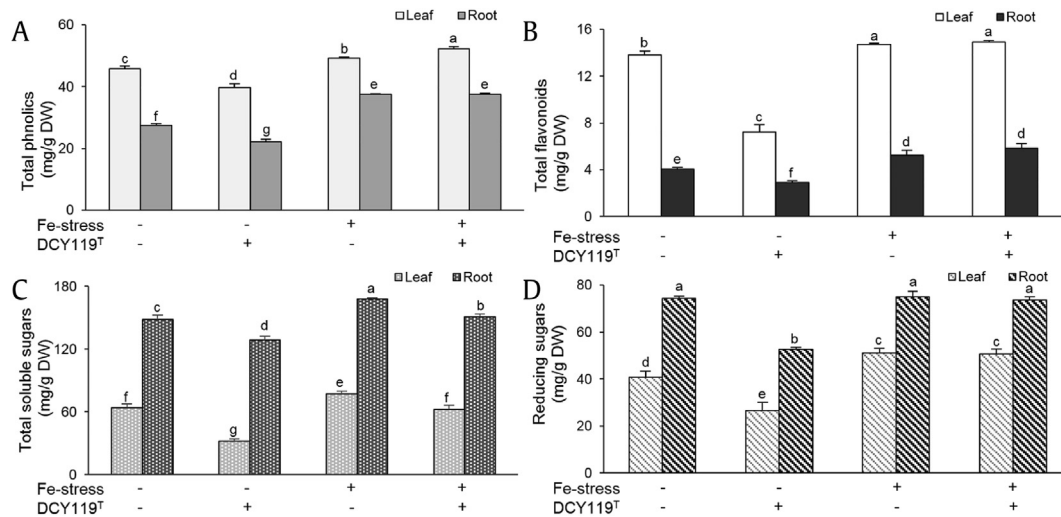 A
Leaf Root
60
40
20
0
Total phnolics
(mg/g DW)
c f d g b e a e
Fe-stress - - + +
DCY119T - + - +
B
Leaf Root
16
12
8
4
0
Total flavonoids
(mg/g DW)
b e c f a d a d
Fe-stress - - + +
DCY119T - + - +
C
Leaf Root
180
120
60
0
Total soluble sugars
(mg/g DW)
f c g d e a f b
Fe-stress - - + +
DCY119T - + - +
D
Leaf Root
80
60
40
20
0
Reducing sugars
(mg/g DW)
d a e b c a c a
Fe-stress - - + +
DCY119T - + - +